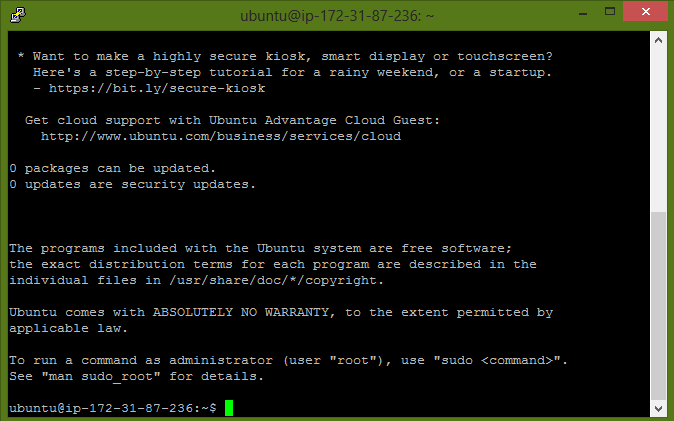 ubuntu@ip-172-31-87-236: ~
* Want to make a highly secure kiosk, smart display or touchscreen?
Here's a step-by-step tutorial for a rainy weekend, or a startup.
- https://bit.ly/secure-kiosk
Get cloud support with Ubuntu Advantage Cloud Guest:
http://www.ubuntu.com/business/services/cloud
0 packages can be updated.
0 updates are security updates.
The programs included with the Ubuntu system are free software;
the exact distribution terms for each program are described in the
individual files in /usr/share/doc/*/copyright.
Ubuntu comes with ABSOLUTELY NO WARRANTY, to the extent permitted by
applicable law.
To run a command as administrator (user "root"), use "sudo <command>".
See "man sudo_root" for details.
ubuntu@ip-172-31-87-236:~$